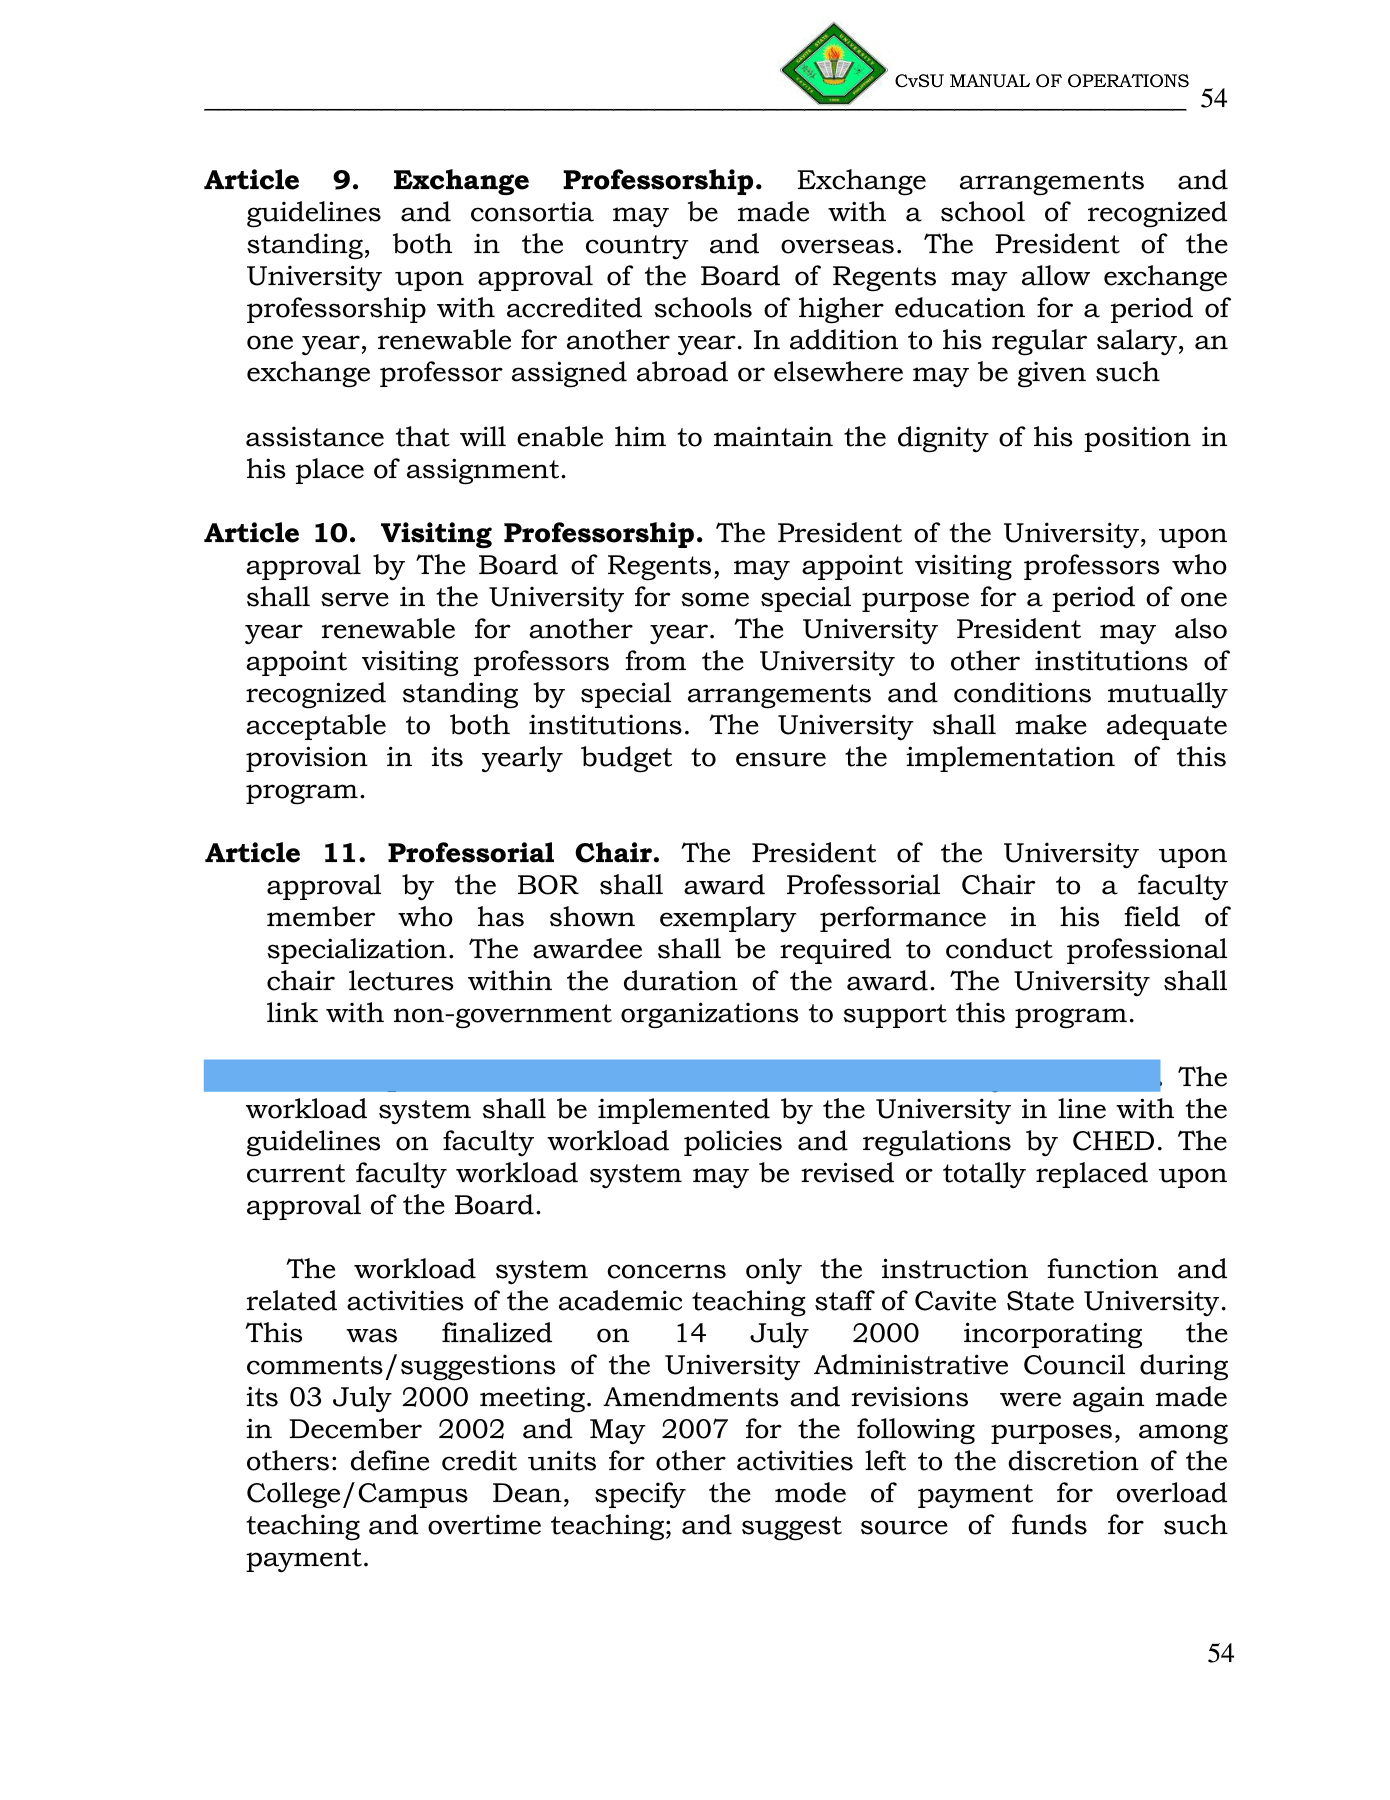 CvSU MANUAL OF OPERATIONS
54
Article 9. Exchange Professorship. Exchange arrangements and
guidelines and consortia may be made with a school of recognized
standing, both in the country and overseas. The President of the
University upon approval of the Board of Regents may allow exchange
professorship with accredited schools of higher education for a period of
one year, renewable for another year. In addition to his regular salary, an
exchange professor assigned abroad or elsewhere may be given such
assistance that will enable him to maintain the dignity of his position in
his place of assignment.
Article 10. Visiting Professorship. The President of the University, upon
approval by The Board of Regents, may appoint visiting professors who
shall serve in the University for some special purpose for a period of one
year renewable for another year. The University President may also
appoint visiting professors from the University to other institutions of
recognized standing by special arrangements and conditions mutually
acceptable to both institutions. The University shall make adequate
provision in its yearly budget to ensure the implementation of this
program.
Article 11. Professorial Chair. The President of the University upon
approval by the BOR shall award Professorial Chair to a faculty
member who has shown exemplary performance in his field of
specialization. The awardee shall be required to conduct professional
chair lectures within the duration of the award. The University shall
link with non-government organizations to support this program.
. The
workload system shall be implemented by the University in line with the
guidelines on faculty workload policies and regulations by CHED. The
current faculty workload system may be revised or totally replaced upon
approval of the Board.
The workload system concerns only the instruction function and
related activities of the academic teaching staff of Cavite State University.
This was finalized on 14 July 2000 incorporating the
comments/suggestions of the University Administrative Council during
its 03 July 2000 meeting. Amendments and revisions were again made
in December 2002 and May 2007 for the following purposes, among
others: define credit units for other activities left to the discretion of the
College/Campus Dean, specify the mode of payment for overload
teaching and overtime teaching; and suggest source of funds for such
payment.
54